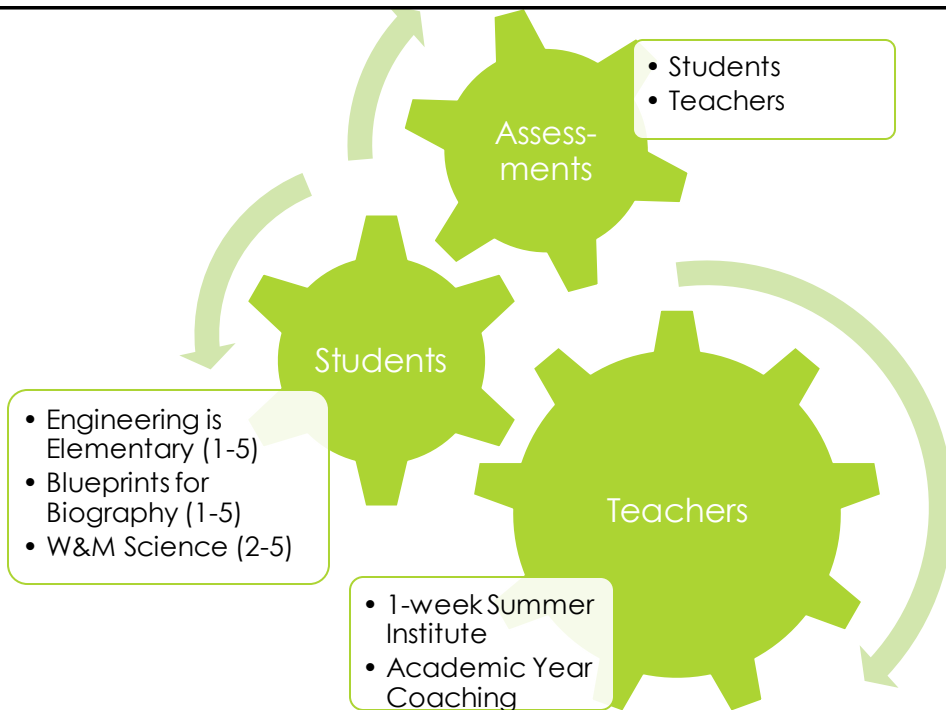 Assess-
ments
• Students
• Teachers
Students
• Engineering is
Elementary (1-5)
• Blueprints for
Biography (1-5)
• W&M Science (2-5)
Teachers
• 1-week Summer
Institute
• Academic Year
Coaching